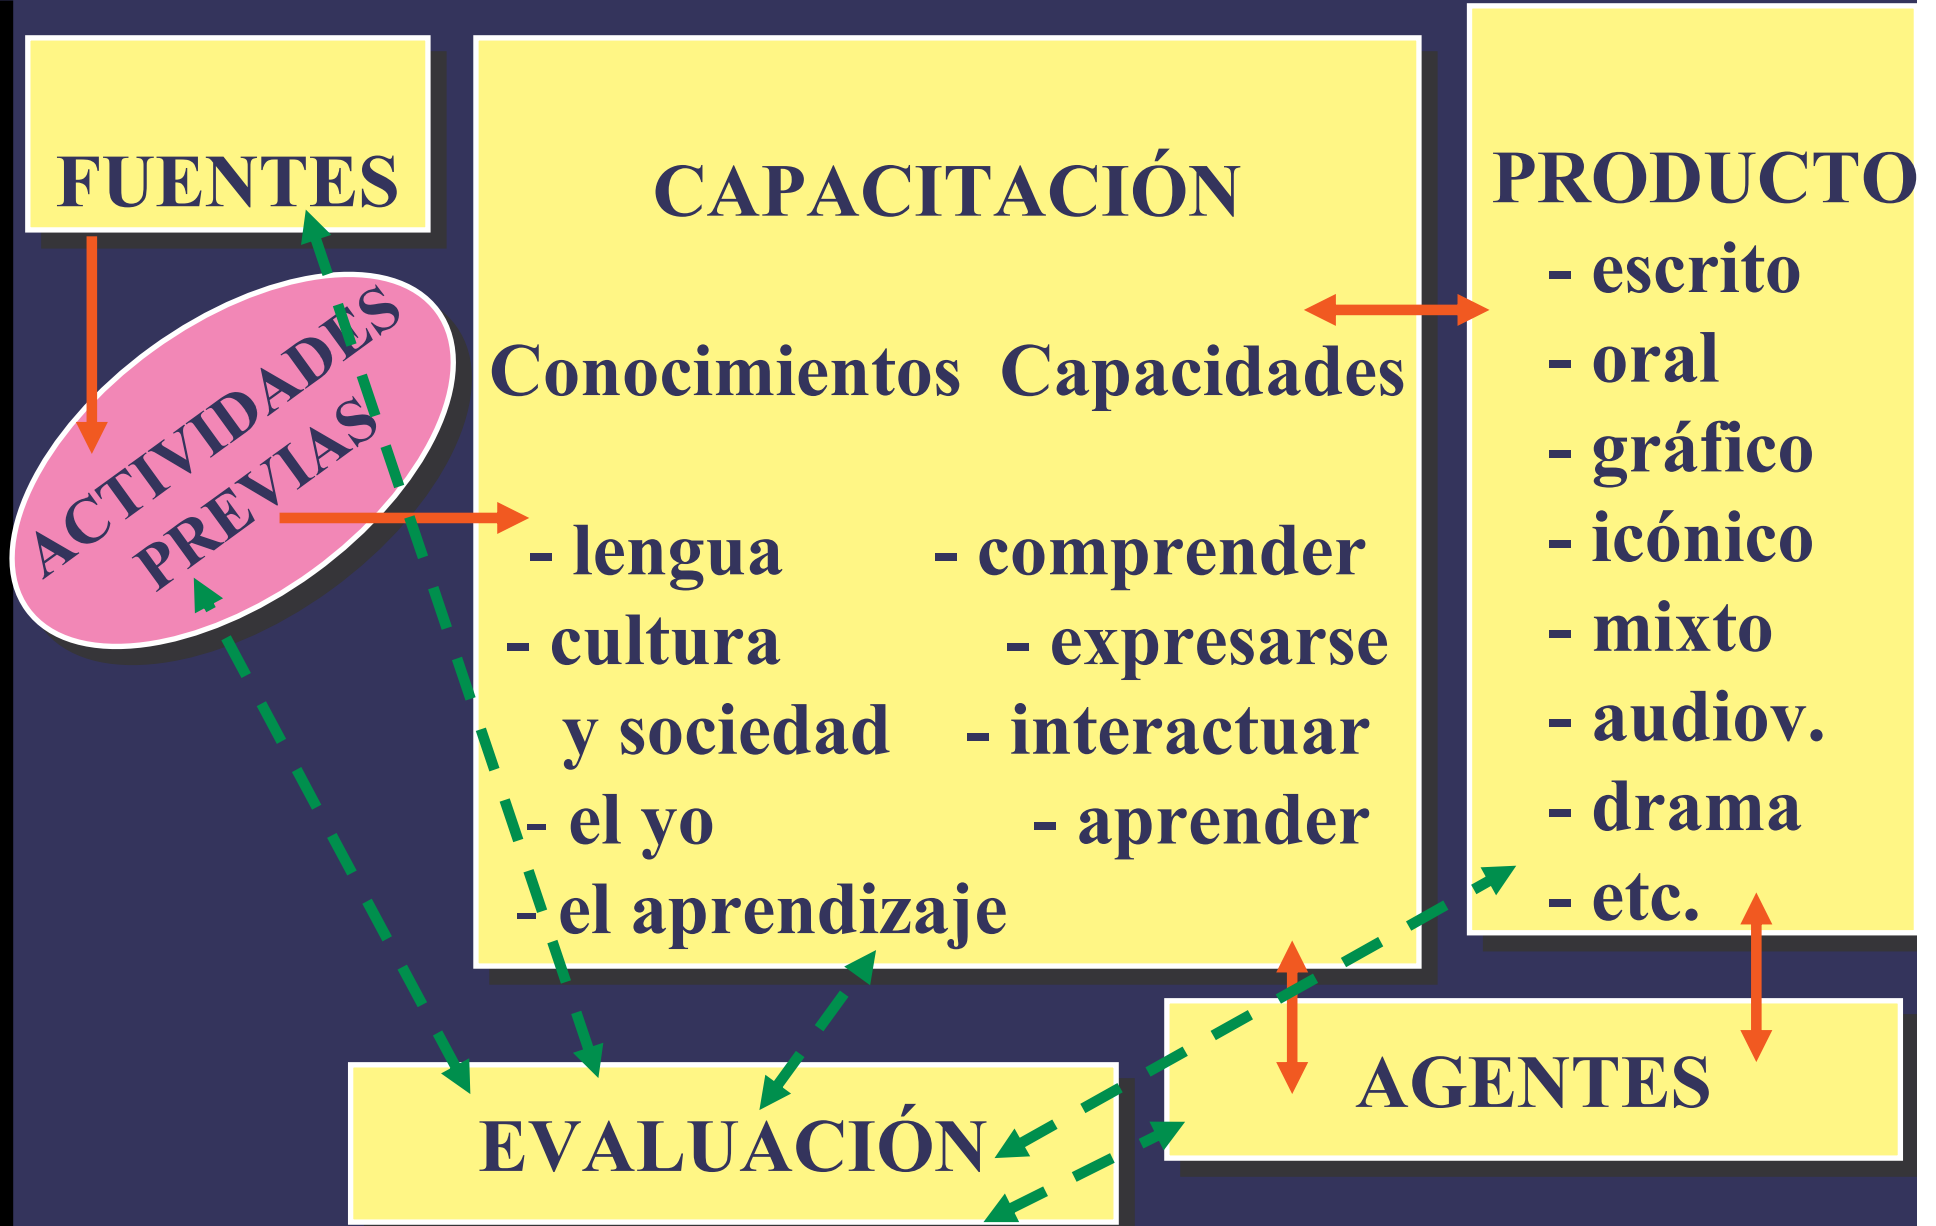 FUENTES
ACTIVIDADES
PREVIAS
CAPACITACIÓN
Conocimientos Capacidades
- lengua - comprender
- cultura - expresarse
y sociedad - interactuar
- el yo - aprender
- el aprendizaje
PRODUCTO
- escrito
- oral
- gráfico
- icónico
- mixto
- audiov.
- drama
- etc.
EVALUACIÓN
AGENTES